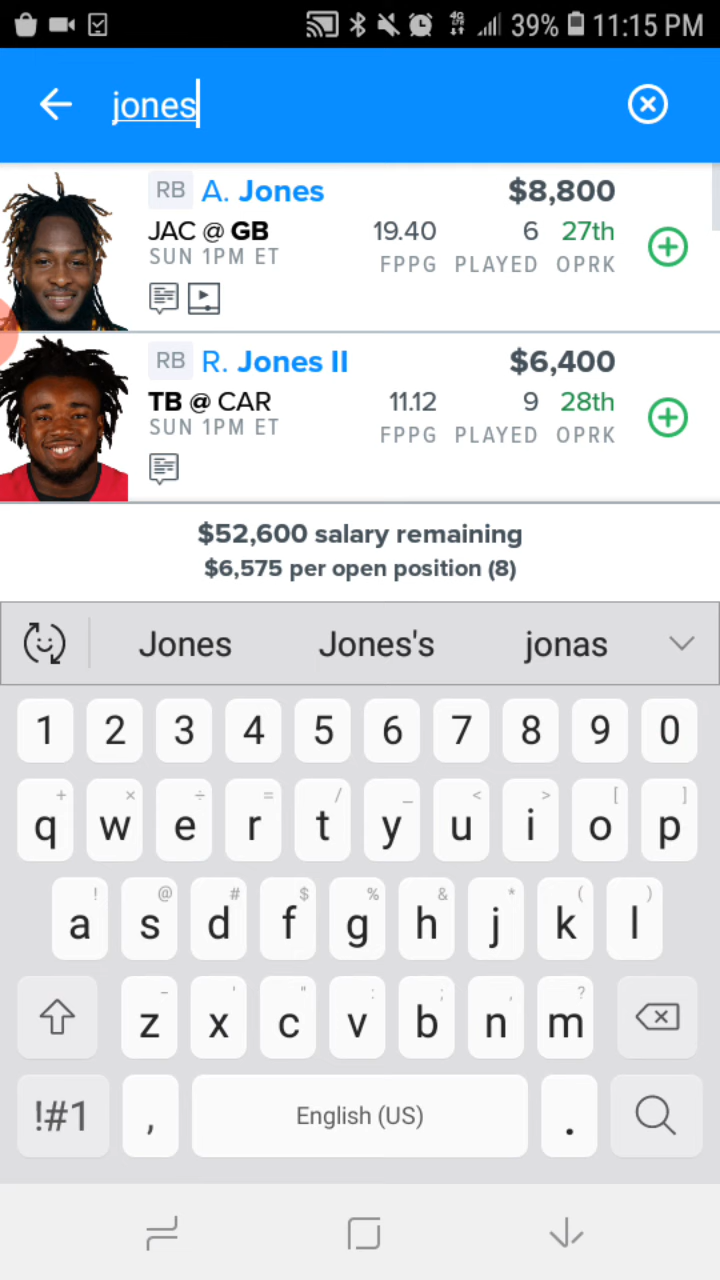 4G 39% 11:15 PM
jones
RB A. Jones $8,800
JAC @ GB 19.40 6 27th
SUN 1PM ET FPPG PLAYED OPRK
RB R. Jones II $6,400
TB @ CAR 11.12 9 28th
SUN 1PM ET FPPG PLAYED OPRK
$52,600 salary remaining
$6,575 per open position (8)
Jones Jones's jonas
1 2 3 4 5 6 7 8 9 0
+ × ÷ = / _ < > [ ]
q w e r t y u i o p
! @ # $ % & * ( )
a s d f g h j k l
- ' " : ; , ?
z x c v b n m
!#1 , English (US) .